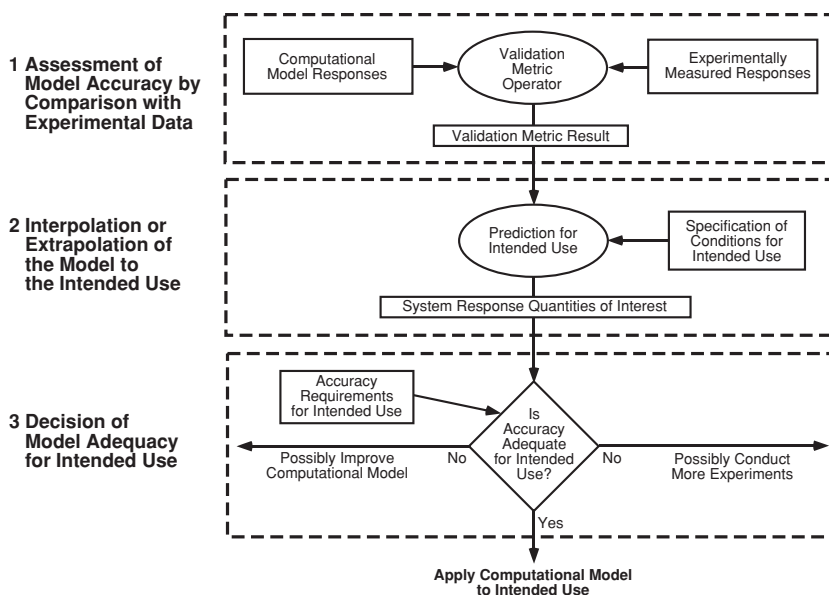 1 Assessment of
Model Accuracy by
Comparison with
Experimental Data
Computational
Model Responses
Validation
Metric
Operator
Experimentally
Measured Responses
Validation Metric Result
2 Interpolation or
Extrapolation of
the Model to
the Intended Use
Prediction for
Intended Use
Specification of
Conditions for
Intended Use
System Response Quantities of Interest
3 Decision of
Model Adequacy
for Intended Use
Accuracy
Requirements
for Intended Use
Is
Accuracy
Adequate
for Intended
Use?
No
Possibly Improve
Computational Model
No
Possibly Conduct
More Experiments
Yes
Apply Computational Model
to Intended Use